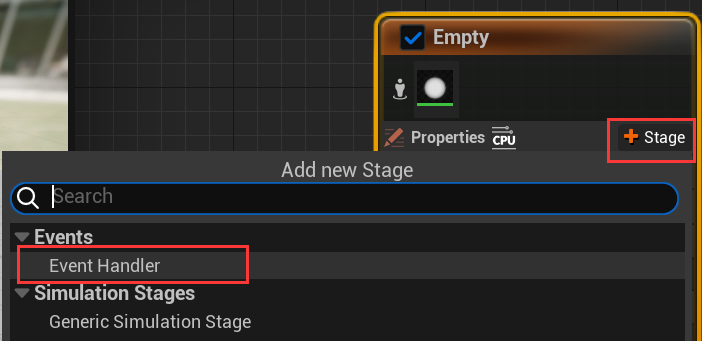 Empty
Properties CPU + Stage
Add new Stage
Search
Events
Event Handler
Simulation Stages
Generic Simulation Stage